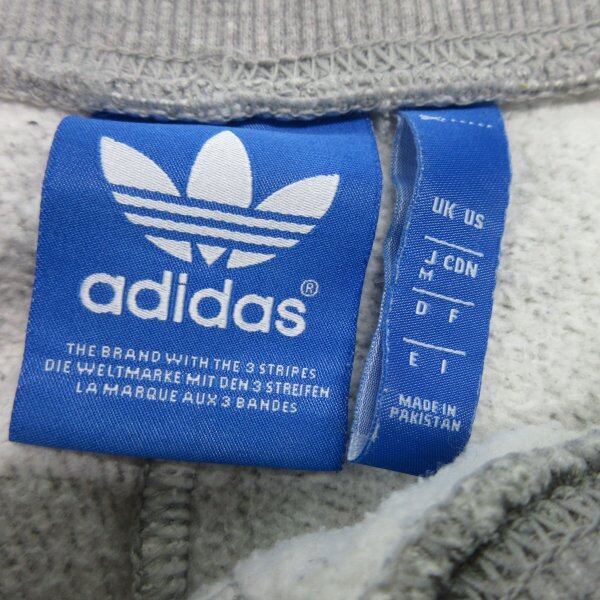 adidas®
THE BRAND WITH THE 3 STRIPES
DIE WELTMARKE MIT DEN 3 STREIFEN
LA MARQUE AUX 3 BANDES
UK US
J CDN
M
D F
E I
MADE IN
PAKISTAN